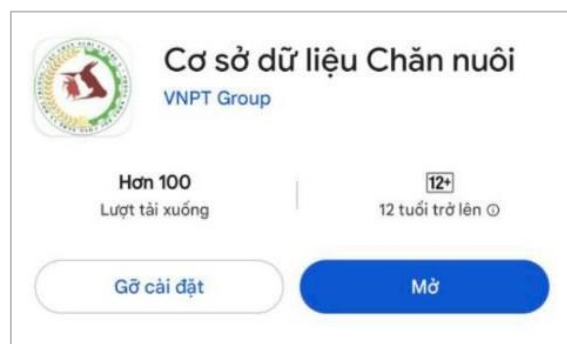 Cơ sở dữ liệu Chăn nuôi
VNPT Group
Hơn 100
Lượt tải xuống
12+
12 tuổi trở lên
Gỡ cài đặt
Mở